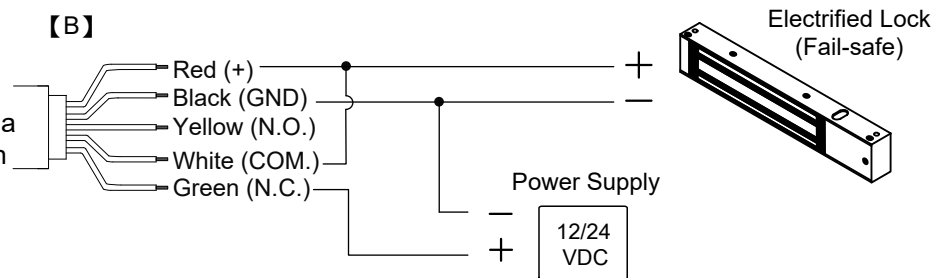 【B】
Electrified Lock
(Fail-safe)
Red (+)
+
Black (GND)
−
Yellow (N.O.)
White (COM.)
Green (N.C.)
Power Supply
−
+
12/24
VDC